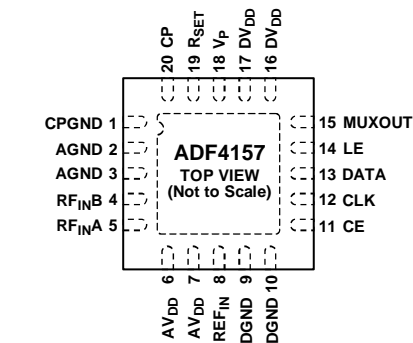 20 CP
19 RSET
18 VP
17 DVDD
16 DVDD
CPGND 1
AGND 2
AGND 3
RFINB 4
RFINA 5
ADF4157
TOP VIEW
(Not to Scale)
15 MUXOUT
14 LE
13 DATA
12 CLK
11 CE
AVDD 6
AVDD 7
REFIN 8
DGND 9
DGND 10